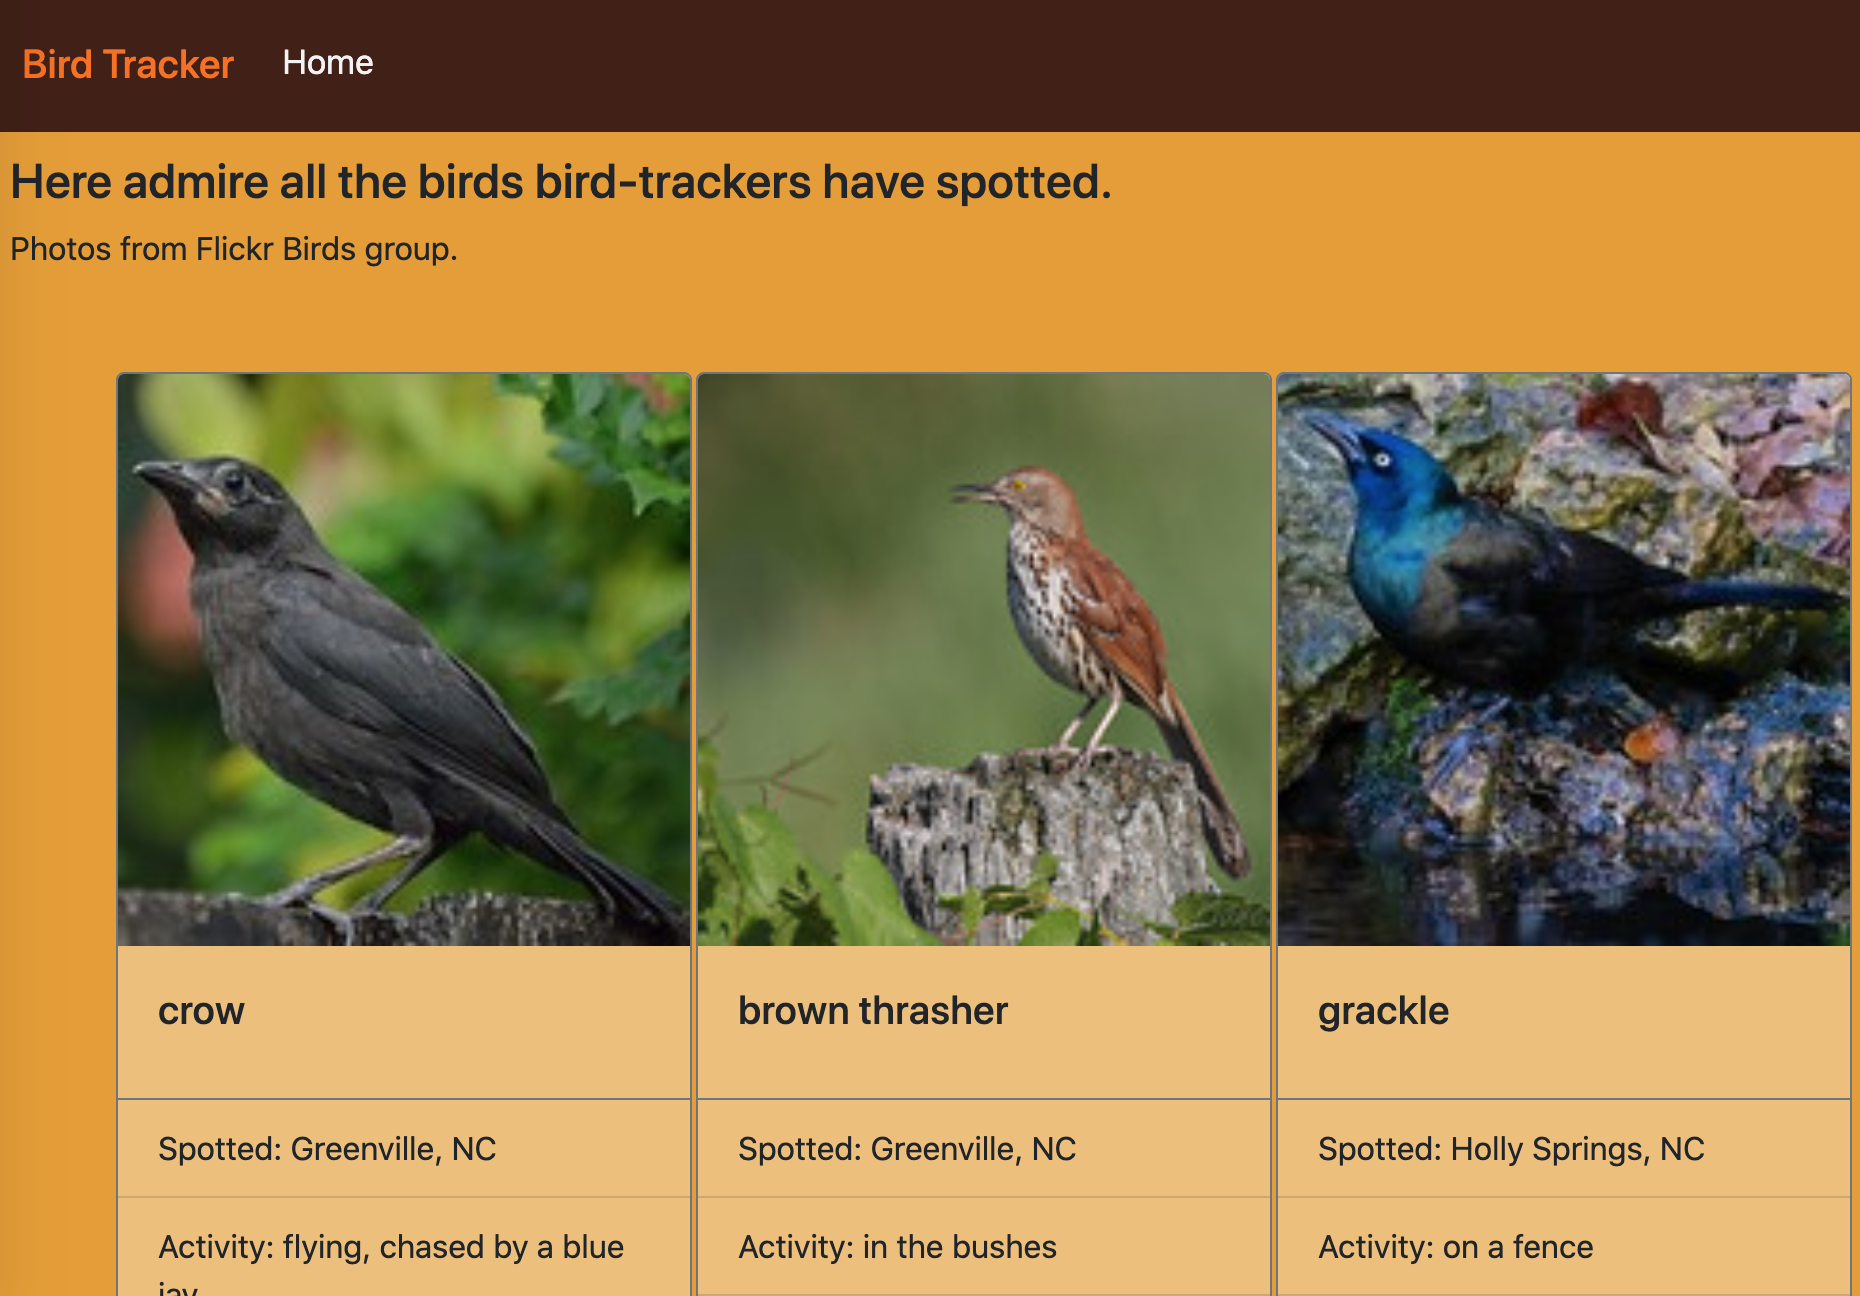 Bird Tracker Home
Here admire all the birds bird-trackers have spotted.
Photos from Flickr Birds group.
crow
Spotted: Greenville, NC
Activity: flying, chased by a blue
jay
brown thrasher
Spotted: Greenville, NC
Activity: in the bushes
grackle
Spotted: Holly Springs, NC
Activity: on a fence